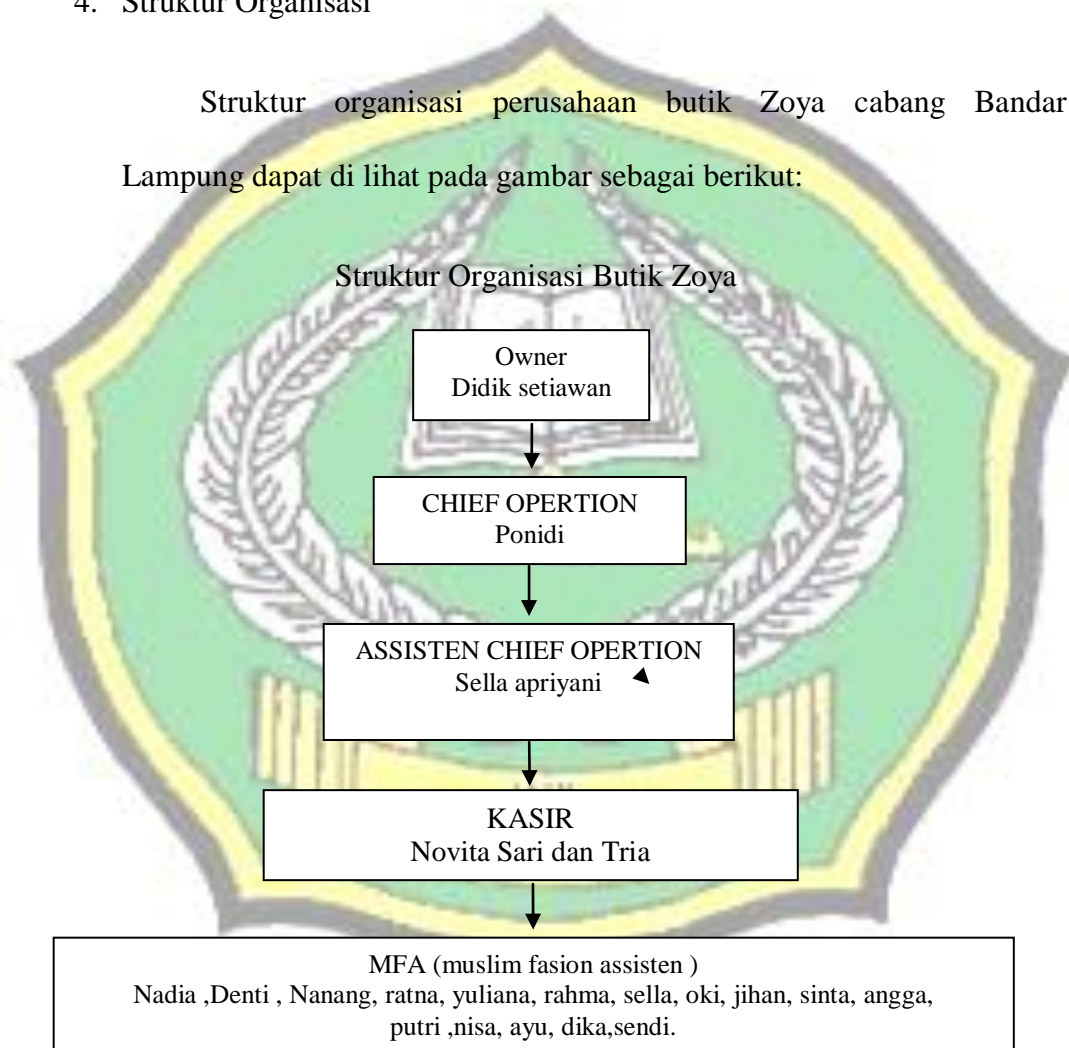 4. Struktur Organisasi
Struktur organisasi perusahaan butik Zoya cabang Bandar
Lampung dapat di lihat pada gambar sebagai berikut:
Struktur Organisasi Butik Zoya
Owner
Didik setiawan
CHIEF OPERTION
Ponidi
ASSISTEN CHIEF OPERTION
Sella apriyani
KASIR
Novita Sari dan Tria
MFA (muslim fasion assisten )
Nadia ,Denti , Nanang, ratna, yuliana, rahma, sella, oki, jihan, sinta, angga,
putri ,nisa, ayu, dika,sendi.